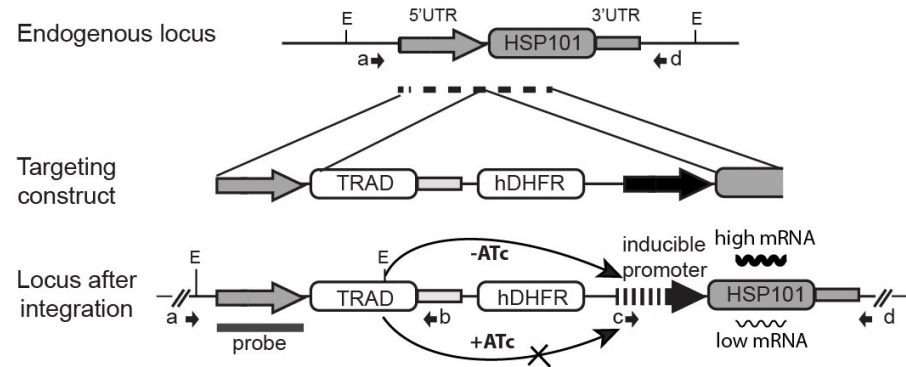 Endogenous locus
E
5'UTR
HSP101
3'UTR
E
a
d
Targeting
construct
TRAD
hDHFR
Locus after
integration
E
E
-ATc
inducible
promoter
high mRNA
TRAD
hDHFR
HSP101
a
b
c
d
probe
+ATc
low mRNA